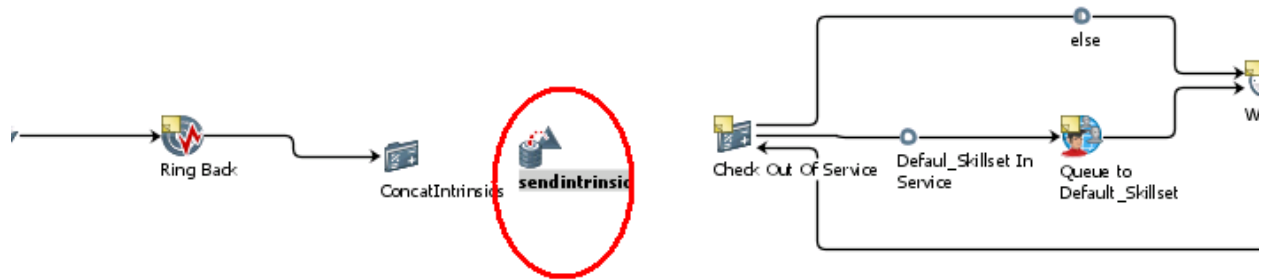 else
Ring Back
ConcatIntrinsics
sendintrinsic
Check Out Of Service
Defaul_Skillset In
Service
Queue to
Default_Skillset
W